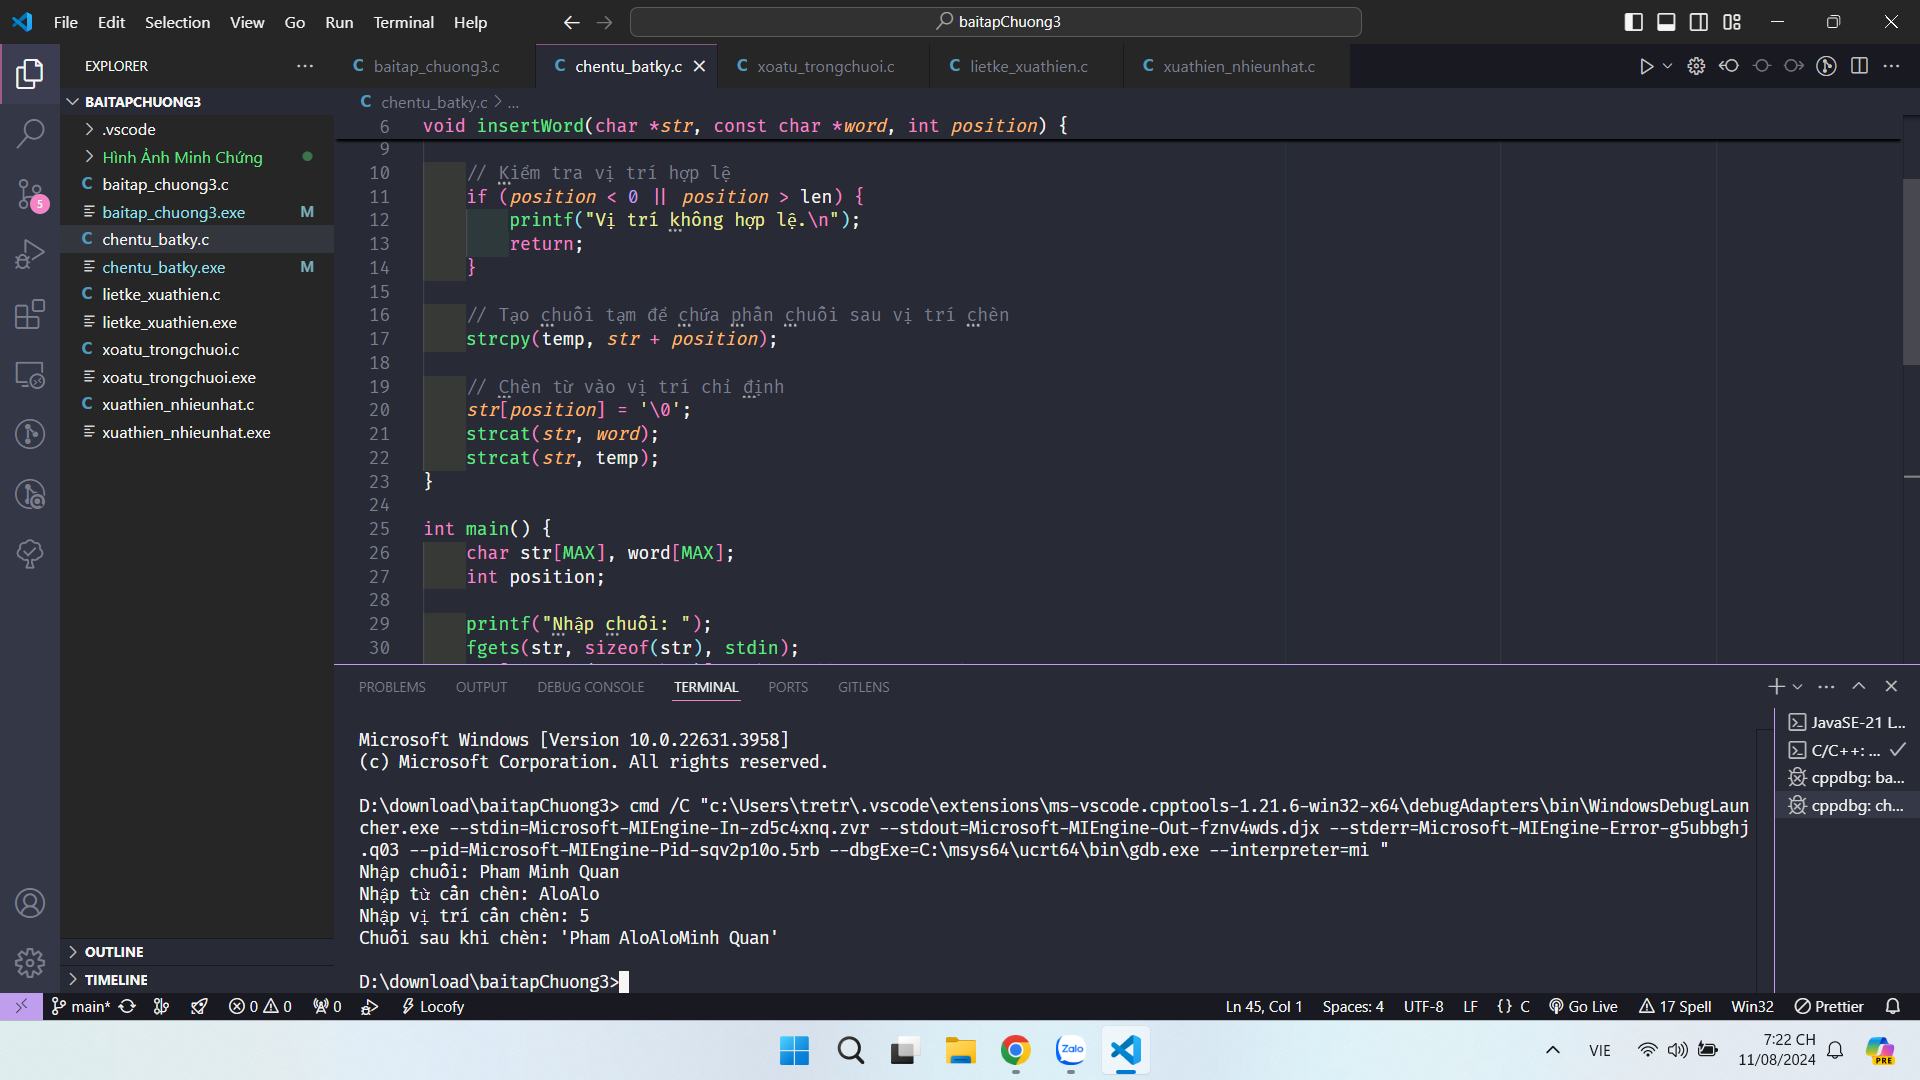 File Edit Selection View Go Run Terminal Help
baitapChuong3
EXPLORER
BAITAPCHUONG3
.vscode
Hình Ảnh Minh Chứng
C baitap_chuong3.c
baitap_chuong3.exe M
C chentu_batky.c
chentu_batky.exe M
C lietke_xuathien.c
lietke_xuathien.exe
C xoatu_trongchuoi.c
xoatu_trongchuoi.exe
C xuathien_nhieunhat.c
xuathien_nhieunhat.exe
OUTLINE
TIMELINE
5
C baitap_chuong3.c C chentu_batky.c C xoatu_trongchuoi.c C lietke_xuathien.c C xuathien_nhieunhat.c
C chentu_batky.c > ...
6 void insertWord(char *str, const char *word, int position) {
9
10 // Kiểm tra vị trí hợp lệ
11 if (position < 0 || position > len) {
12 printf("Vị trí không hợp lệ.\n");
13 return;
14 }
15
16 // Tạo chuỗi tạm để chứa phần chuỗi sau vị trí chèn
17 strcpy(temp, str + position);
18
19 // Chèn từ vào vị trí chỉ định
20 str[position] = '\0';
21 strcat(str, word);
22 strcat(str, temp);
23 }
24
25 int main() {
26 char str[MAX], word[MAX];
27 int position;
28
29 printf("Nhập chuỗi: ");
30 fgets(str, sizeof(str), stdin);
PROBLEMS OUTPUT DEBUG CONSOLE TERMINAL PORTS GITLENS
Microsoft Windows [Version 10.0.22631.3958]
(c) Microsoft Corporation. All rights reserved.
D:\download\baitapChuong3> cmd /C "c:\Users\tretr\.vscode\extensions\ms-vscode.cpptools-1.21.6-win32-x64\debugAdapters\bin\WindowsDebugLaun
cher.exe --stdin=Microsoft-MIEngine-In-zd5c4xnq.zvr --stdout=Microsoft-MIEngine-Out-fznv4wds.djx --stderr=Microsoft-MIEngine-Error-g5ubbghj
.q03 --pid=Microsoft-MIEngine-Pid-sqv2p10o.5rb --dbgExe=C:\msys64\ucrt64\bin\gdb.exe --interpreter=mi "
Nhập chuỗi: Pham Minh Quan
Nhập từ cần chèn: AloAlo
Nhập vị trí cần chèn: 5
Chuỗi sau khi chèn: 'Pham AloAloMinh Quan'
D:\download\baitapChuong3>
JavaSE-21 L...
C/C++: ...
cppdbg: ba...
cppdbg: ch...
main* 0 0 0 Locofy
Ln 45, Col 1 Spaces: 4 UTF-8 LF {} C Go Live 17 Spell Win32 Prettier
Zalo
VIE
7:22 CH
11/08/2024
PRE